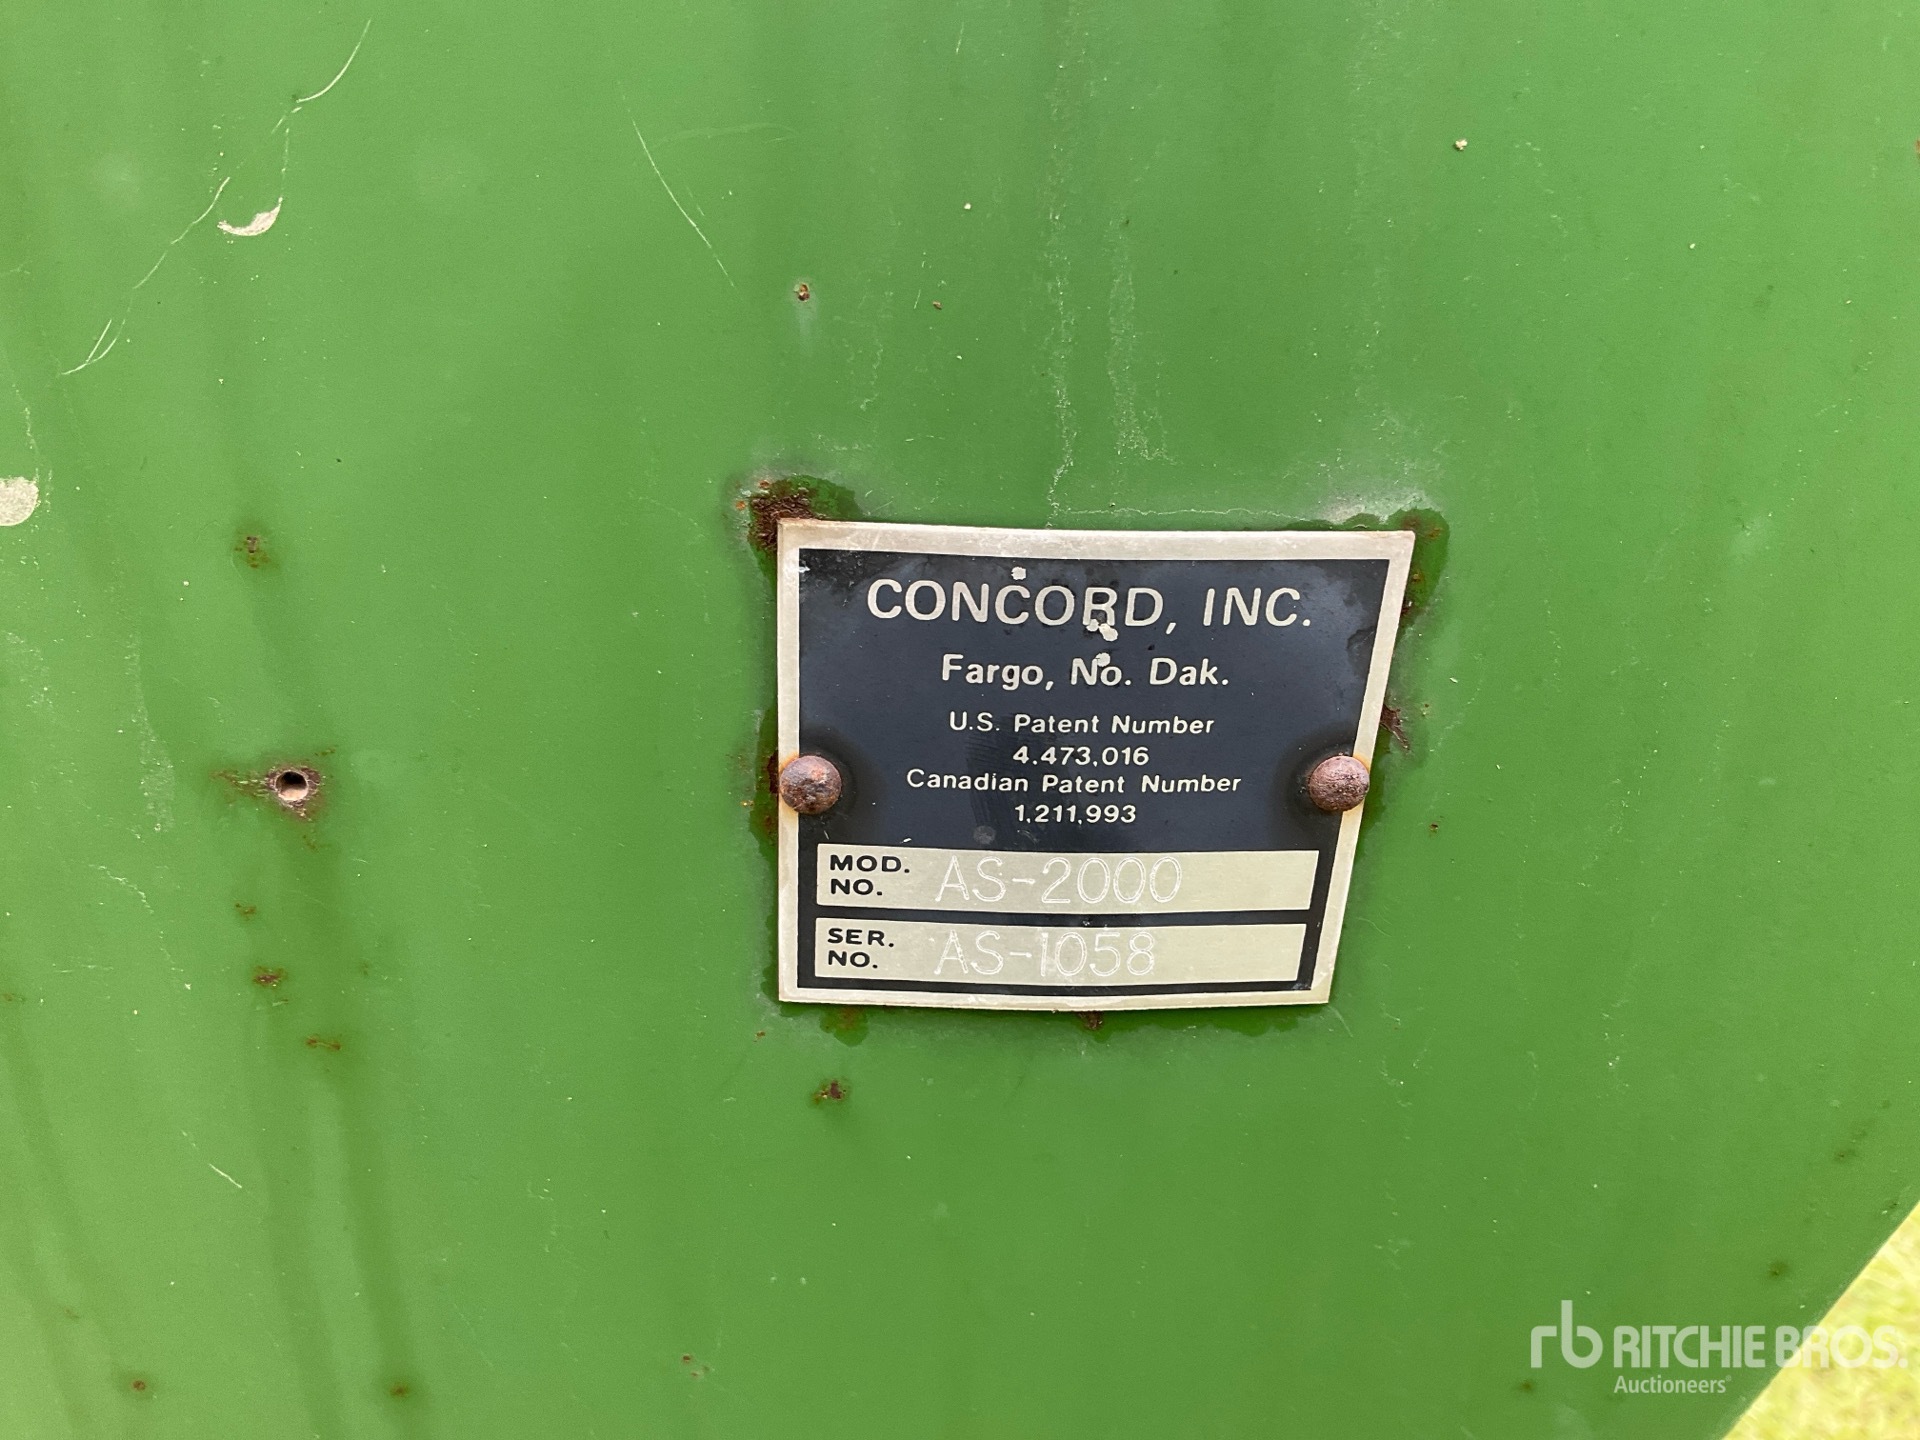 CONCORD, INC.
Fargo, No. Dak.
U.S. Patent Number
4.473,016
Canadian Patent Number
1,211,993
MOD. NO. AS-2000
SER. NO. AS-1058
rb RITCHIE BROS.
Auctioneers